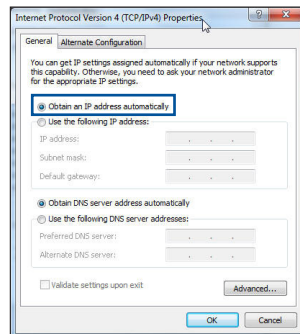 Internet Protocol Version 4 (TCP/IPv4) Properties
General
Alternate Configuration
You can get IP settings assigned automatically if your network supports
this capability. Otherwise, you need to ask your network administrator
for the appropriate IP settings.
Obtain an IP address automatically
Use the following IP address:
IP address:
Subnet mask:
Default gateway:
Obtain DNS server address automatically
Use the following DNS server addresses:
Preferred DNS server:
Alternate DNS server:
Validate settings upon exit
Advanced...
OK
Cancel